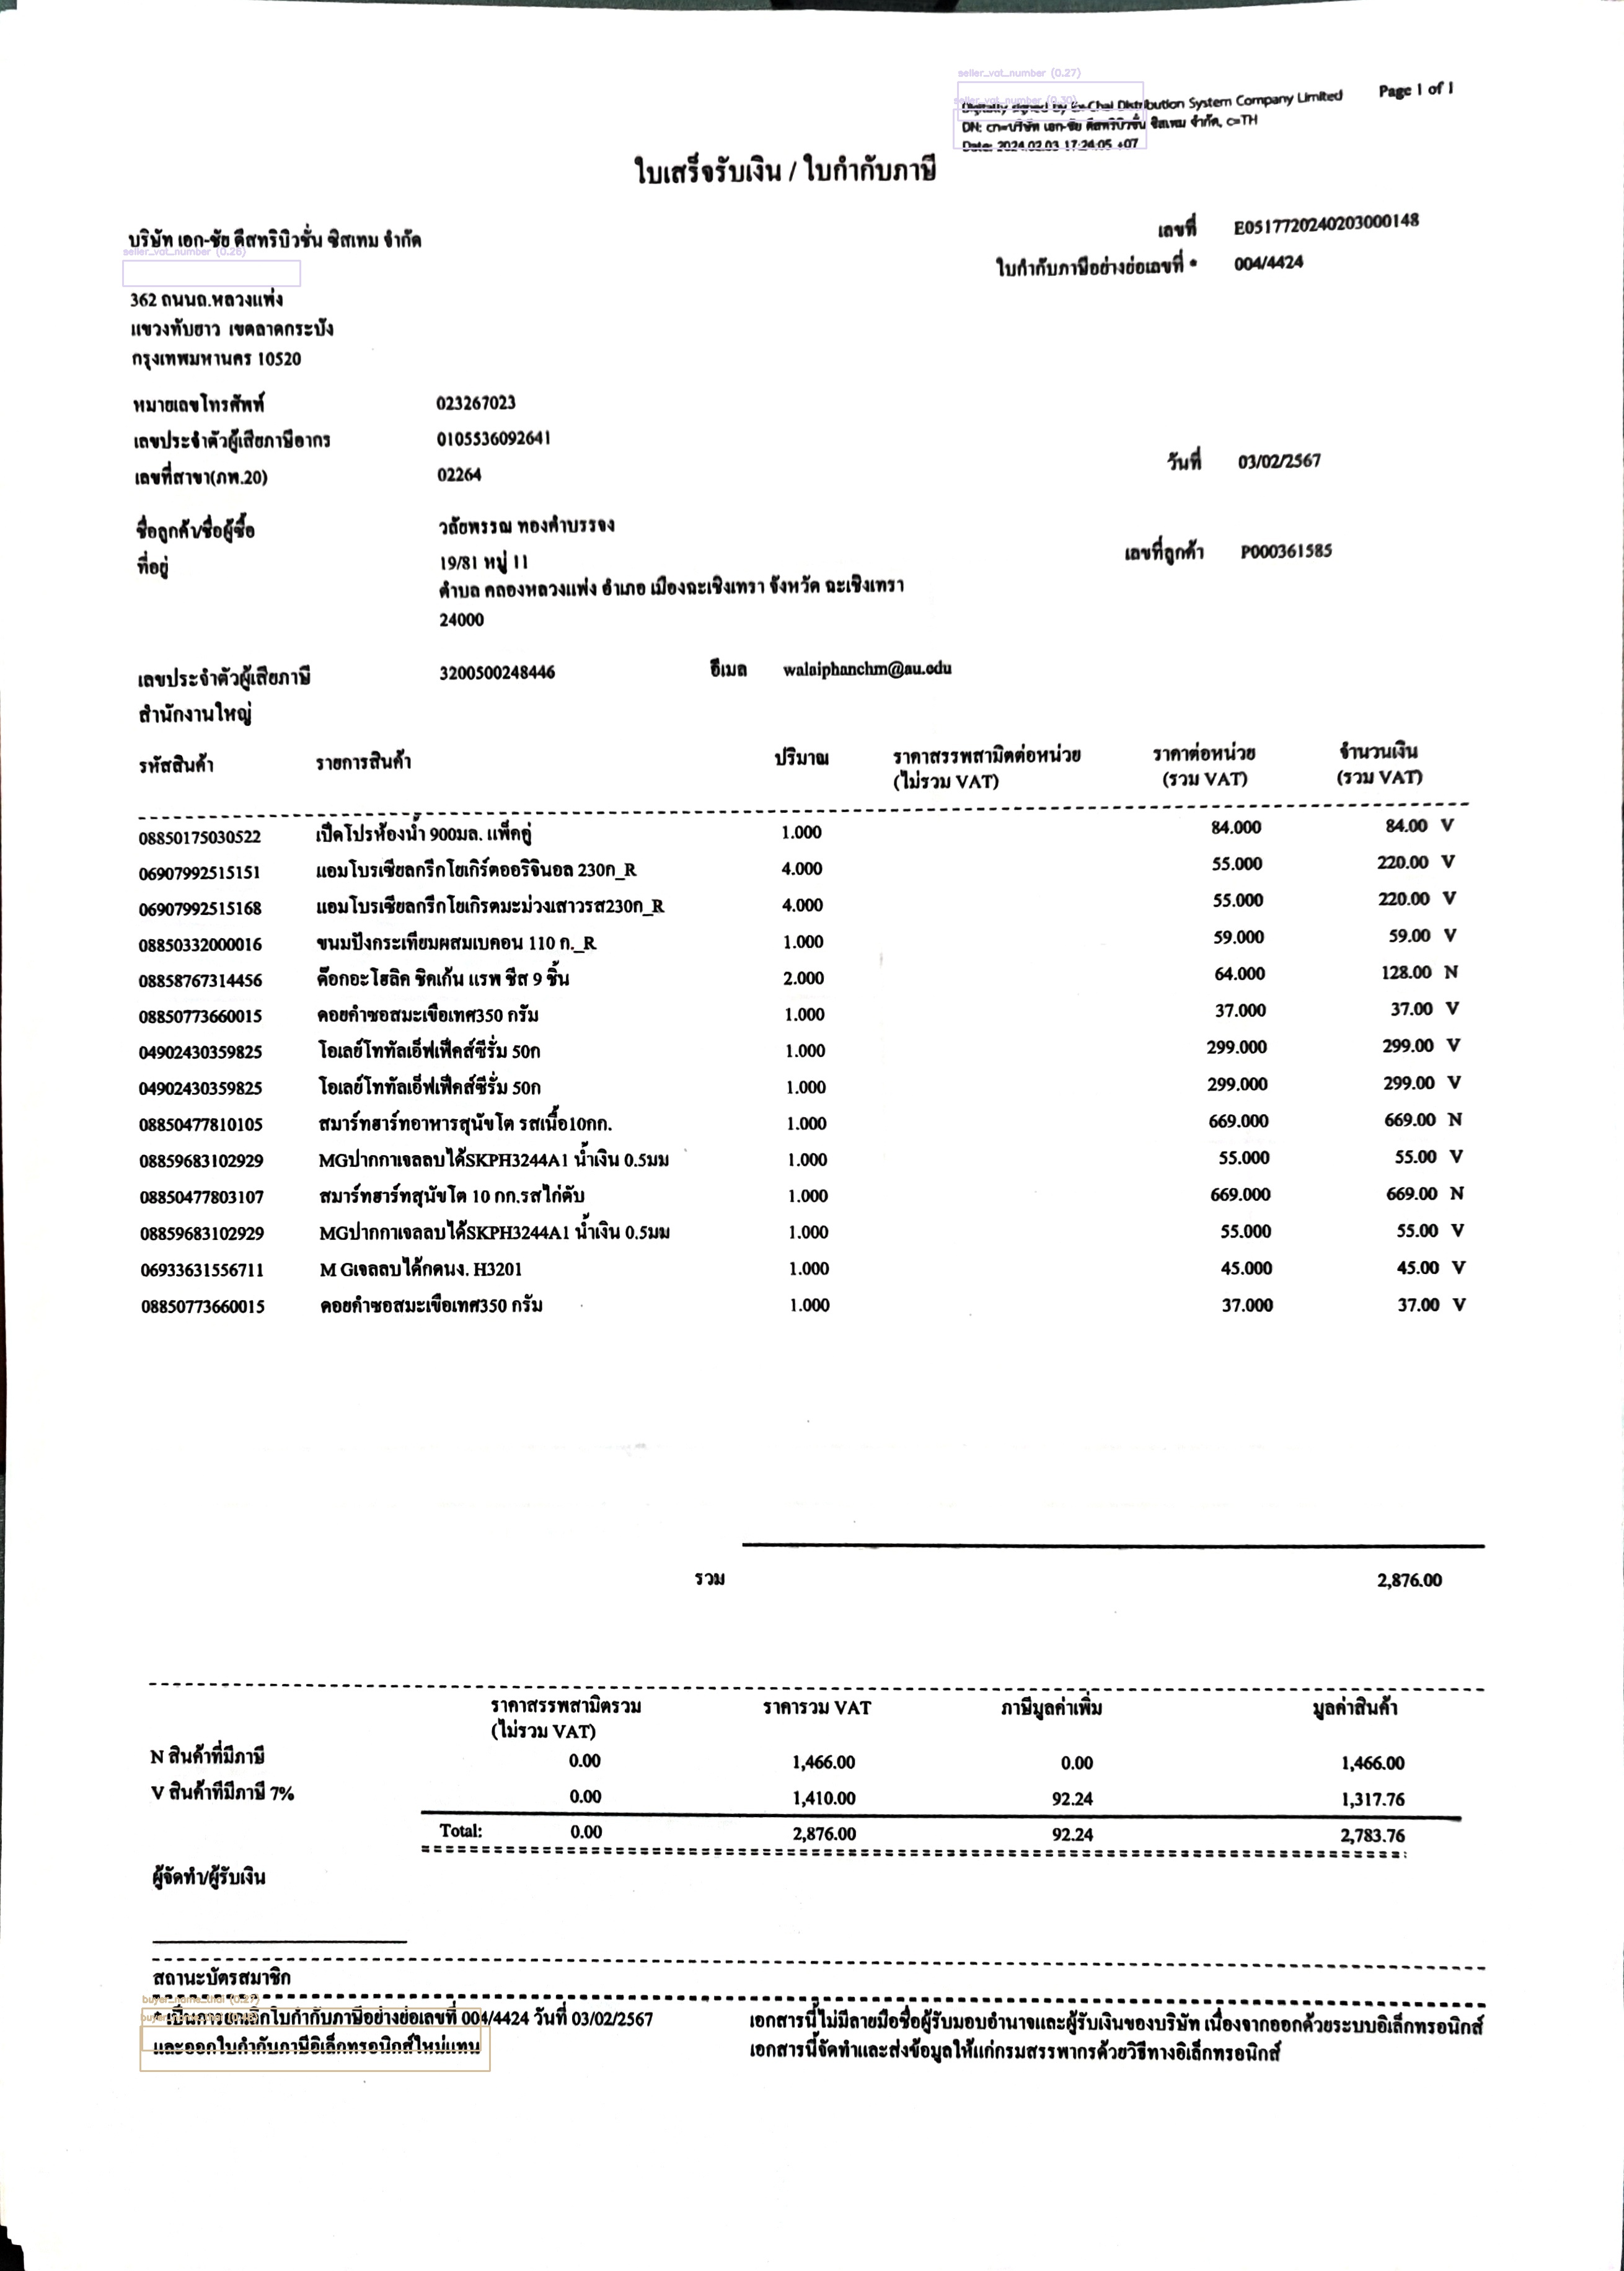 Digitally signed by Ek-Chai Distribution System Company Limited
DN: cn=บริษัท เอก-ชัย ดีสทริบิวชั่น ซิสเทม จำกัด, c=TH
Date: 2024.02.03 17:24:05 +07
Page 1 of 1
ใบเสร็จรับเงิน / ใบกำกับภาษี
บริษัท เอก-ชัย ดีสทริบิวชั่น ซิสเทม จำกัด
เลขที่ E0517720240203000148
ใบกำกับภาษีอย่างย่อเลขที่ * 004/4424
seller_vat_number (0.27)
seller_vat_number (0.30)
seller_vat_number (0.26)
362 ถนนถ.หลวงแพ่ง
แขวงทับยาว เขตลาดกระบัง
กรุงเทพมหานคร 10520
หมายเลขโทรศัพท์ 023267023
เลขประจำตัวผู้เสียภาษีอากร 0105536092641
เลขที่สาขา(ภพ.20) 02264
วันที่ 03/02/2567
ชื่อลูกค้า/ชื่อผู้ซื้อ วลัยพรรณ ทองคำบรรจง
ที่อยู่ 19/81 หมู่ 11
เลขที่ลูกค้า P000361585
ตำบล คลองหลวงแพ่ง อำเภอ เมืองฉะเชิงเทรา จังหวัด ฉะเชิงเทรา
24000
เลขประจำตัวผู้เสียภาษี 3200500248446 อีเมล walaiphanchm@au.edu
สำนักงานใหญ่
รหัสสินค้า รายการสินค้า ปริมาณ ราคาสรรพสามิตต่อหน่วย ราคาต่อหน่วย จำนวนเงิน
(ไม่รวม VAT) (รวม VAT) (รวม VAT)
08850175030522 เป็ดโปรห้องน้ำ 900มล. แพ็คคู่ 1.000 84.000 84.00 V
06907992515151 แอมโบรเชียลกรีกโยเกิร์ตออริจินอล 230ก_R 4.000 55.000 220.00 V
06907992515168 แอมโบรเชียลกรีกโยเกิรตมะม่วงเสาวรส230ก_R 4.000 55.000 220.00 V
08850332000016 ขนมปังกระเทียมผสมเบคอน 110 ก._R 1.000 59.000 59.00 V
08858767314456 ค๊อกอะโฮลิค ชิคเก้น แรพ ชีส 9 ชิ้น 2.000 64.000 128.00 N
08850773660015 ดอยคำซอสมะเขือเทศ350 กรัม 1.000 37.000 37.00 V
04902430359825 โอเลย์โททัลเอ็ฟเฟ็คส์ซีรั่ม 50ก 1.000 299.000 299.00 V
04902430359825 โอเลย์โททัลเอ็ฟเฟ็คส์ซีรั่ม 50ก 1.000 299.000 299.00 V
08850477810105 สมาร์ทฮาร์ทอาหารสุนัขโต รสเนื้อ10กก. 1.000 669.000 669.00 N
08859683102929 MGปากกาเจลลบได้SKPH3244A1 น้ำเงิน 0.5มม 1.000 55.000 55.00 V
08850477803107 สมาร์ทฮาร์ทสุนัขโต 10 กก.รสไก่ตับ 1.000 669.000 669.00 N
08859683102929 MGปากกาเจลลบได้SKPH3244A1 น้ำเงิน 0.5มม 1.000 55.000 55.00 V
06933631556711 M Gเจลลบได้กดนง. H3201 1.000 45.000 45.00 V
08850773660015 ดอยคำซอสมะเขือเทศ350 กรัม 1.000 37.000 37.00 V
รวม 2,876.00
ราคาสรรพสามิตรวม ราคารวม VAT ภาษีมูลค่าเพิ่ม มูลค่าสินค้า
(ไม่รวม VAT)
N สินค้าที่มีภาษี 0.00 1,466.00 0.00 1,466.00
V สินค้าที่มีภาษี 7% 0.00 1,410.00 92.24 1,317.76
Total: 0.00 2,876.00 92.24 2,783.76
ผู้จัดทำ/ผู้รับเงิน
สถานะบัตรสมาชิก
* เป็นการยกเลิกใบกำกับภาษีอย่างย่อเลขที่ 004/4424 วันที่ 03/02/2567
และออกใบกำกับภาษีอิเล็กทรอนิกส์ใหม่แทน
เอกสารนี้ไม่มีลายมือชื่อผู้รับมอบอำนาจและผู้รับเงินของบริษัท เนื่องจากออกด้วยระบบอิเล็กทรอนิกส์
เอกสารนี้จัดทำและส่งข้อมูลให้แก่กรมสรรพากรด้วยวิธีทางอิเล็กทรอนิกส์